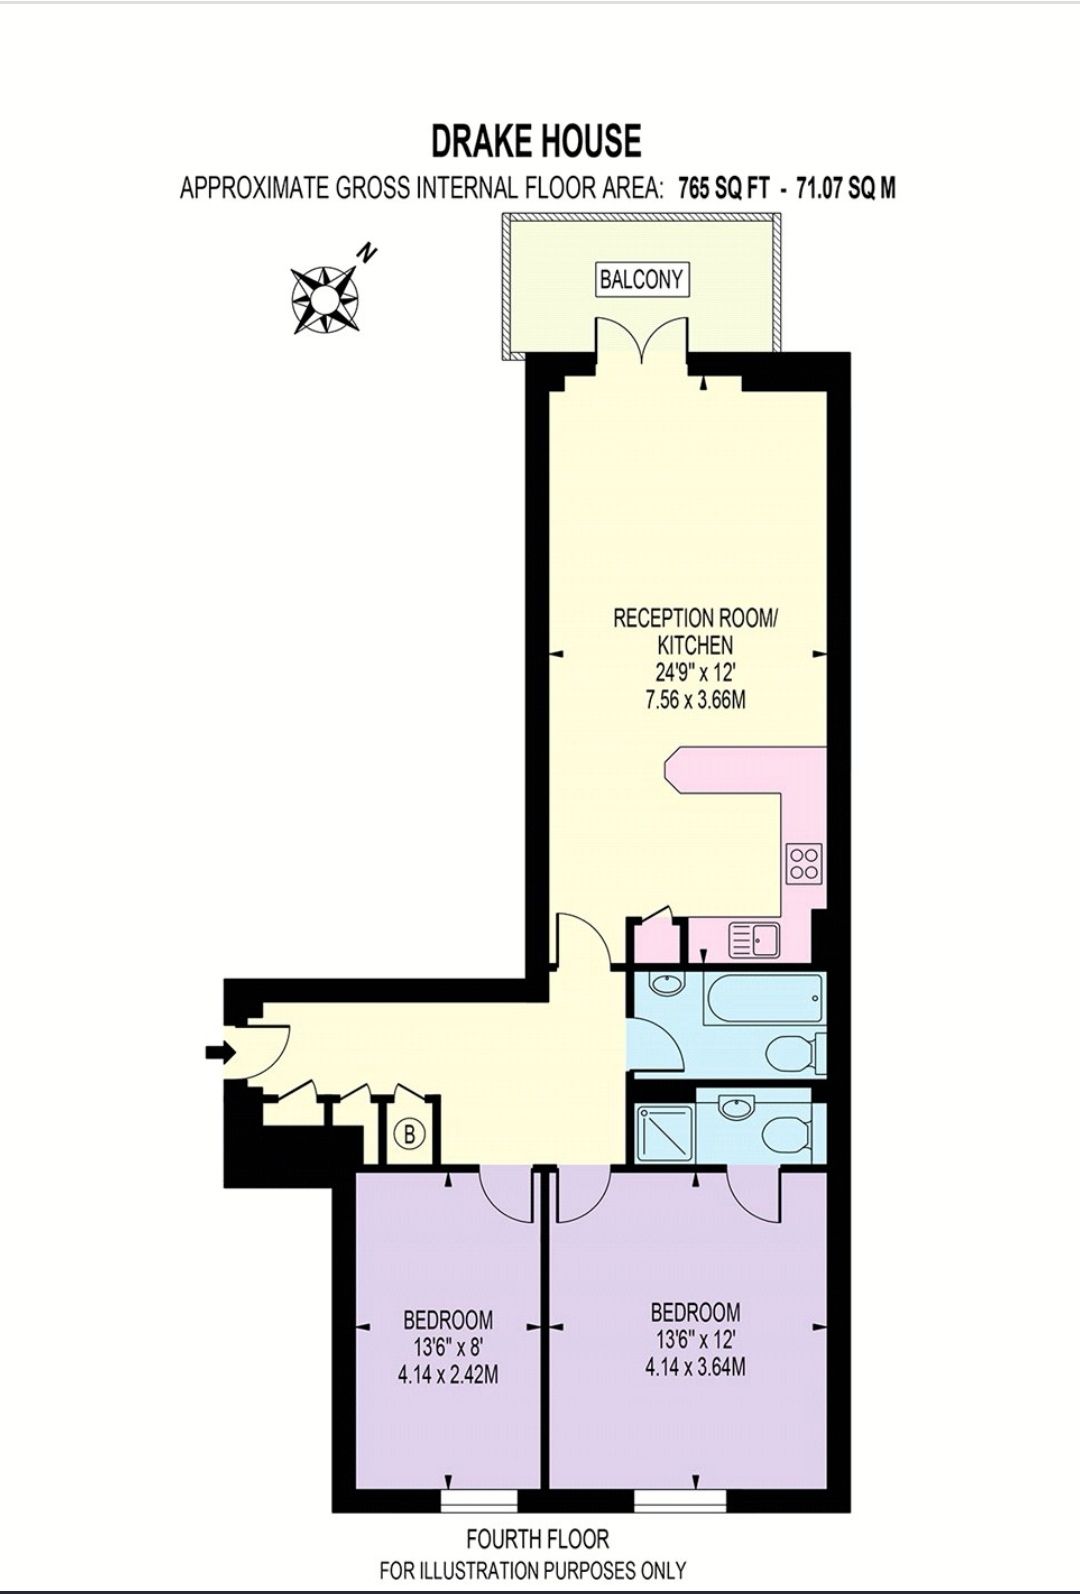 DRAKE HOUSE
APPROXIMATE GROSS INTERNAL FLOOR AREA: 765 SQ FT - 71.07 SQ M
N
BALCONY
RECEPTION ROOM/
KITCHEN
24'9" x 12'
7.56 x 3.66M
B
BEDROOM
13'6" x 8'
4.14 x 2.42M
BEDROOM
13'6" x 12'
4.14 x 3.64M
FOURTH FLOOR
FOR ILLUSTRATION PURPOSES ONLY